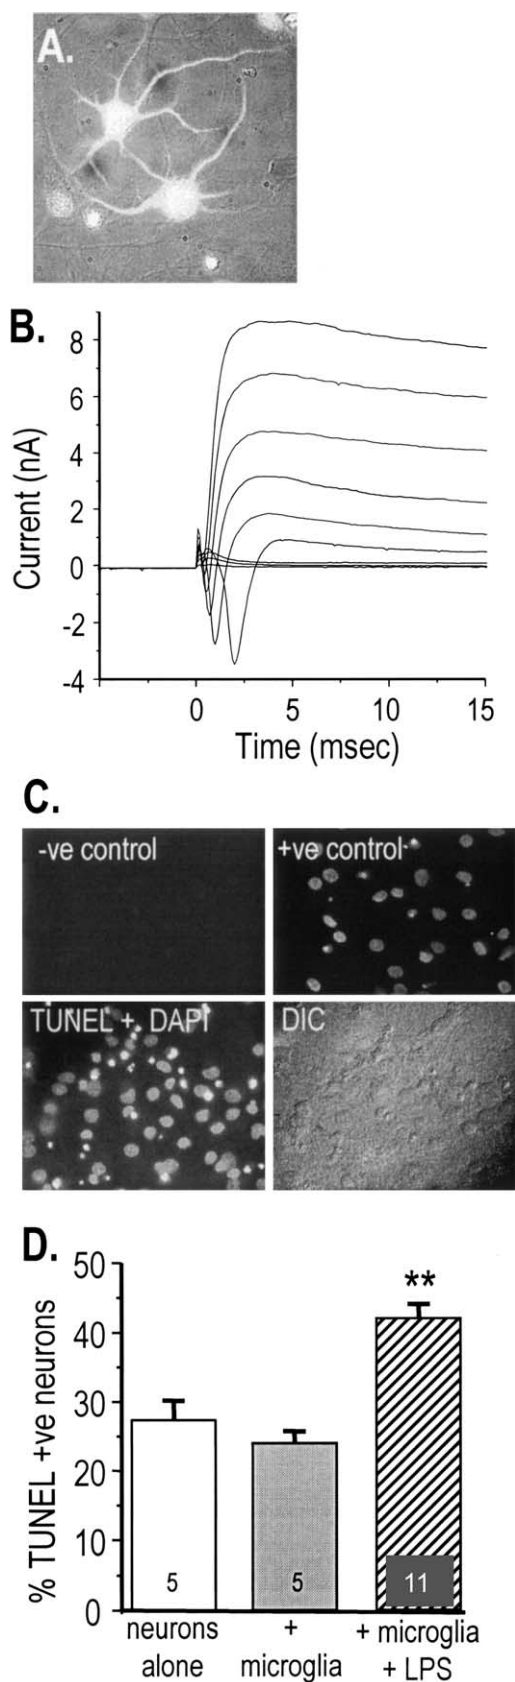 A.
B.
8
6
4
2
0
-2
-4
Current (nA)
0 5 10 15
Time (msec)
C.
-ve control
+ve control
TUNEL + DAPI
DIC
D.
50
40
30
20
10
0
% TUNEL +ve neurons
**
5
5
11
neurons
alone
+
microglia
+ microglia
+ LPS